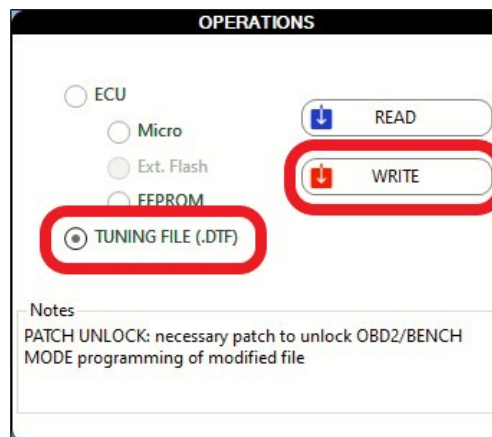 OPERATIONS
ECU
Micro
Ext. Flash
EEPROM
TUNING FILE (.DTF)
READ
WRITE
Notes
PATCH UNLOCK: necessary patch to unlock OBD2/BENCH
MODE programming of modified file